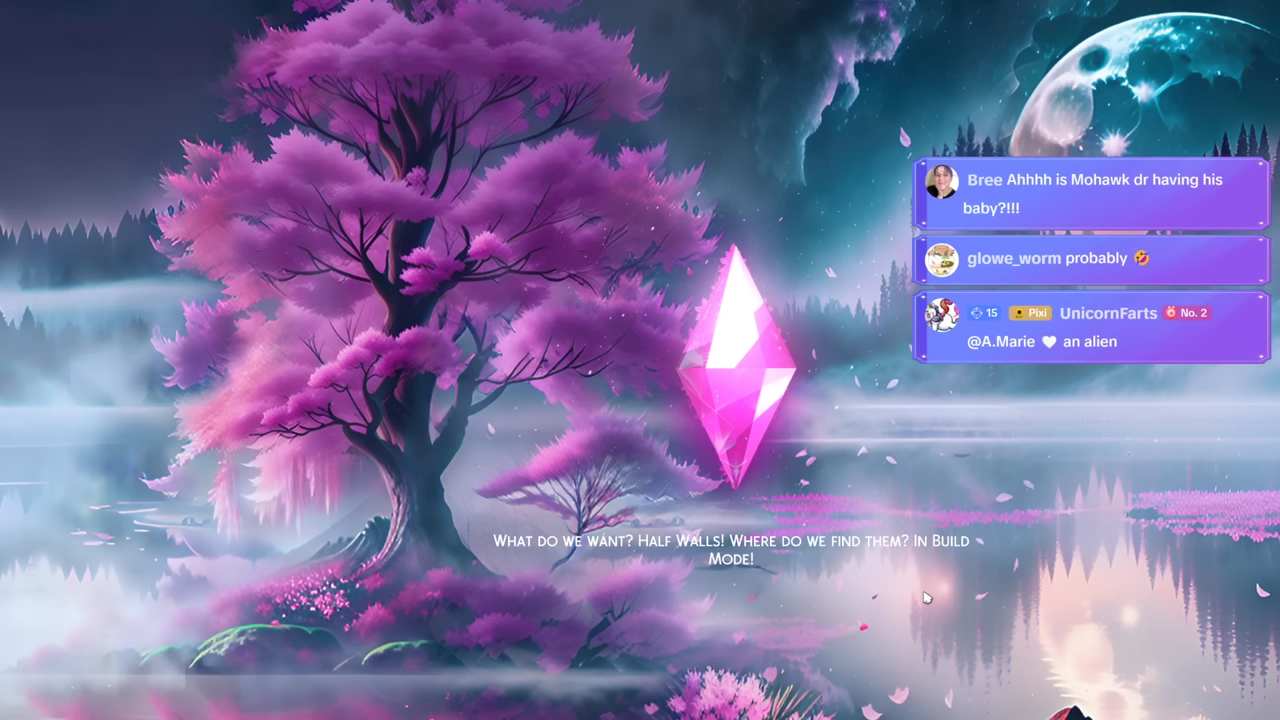 Bree Ahhhh is Mohawk dr having his
baby?!!!
glowe_worm probably 🤣
15 Pixi UnicornFarts No. 2
@A.Marie 🤍 an alien
What do we want? Half Walls! Where do we find them? In Build
Mode!